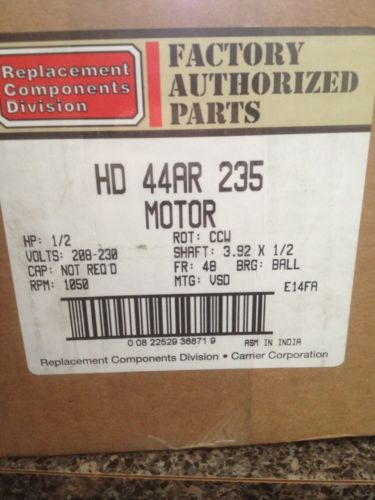 Replacement
Components
Division
FACTORY
AUTHORIZED
PARTS
HD 44AR 235
MOTOR
HP: 1/2
ROT: CCW
VOLTS: 208-230
SHAFT: 3.92 X 1/2
CAP: NOT REQ D
FR: 48 BRG: BALL
RPM: 1050
MTG: VSD
E14FA
0 08 22529 36871 9
ASM IN INDIA
Replacement Components Division • Carrier Corporation